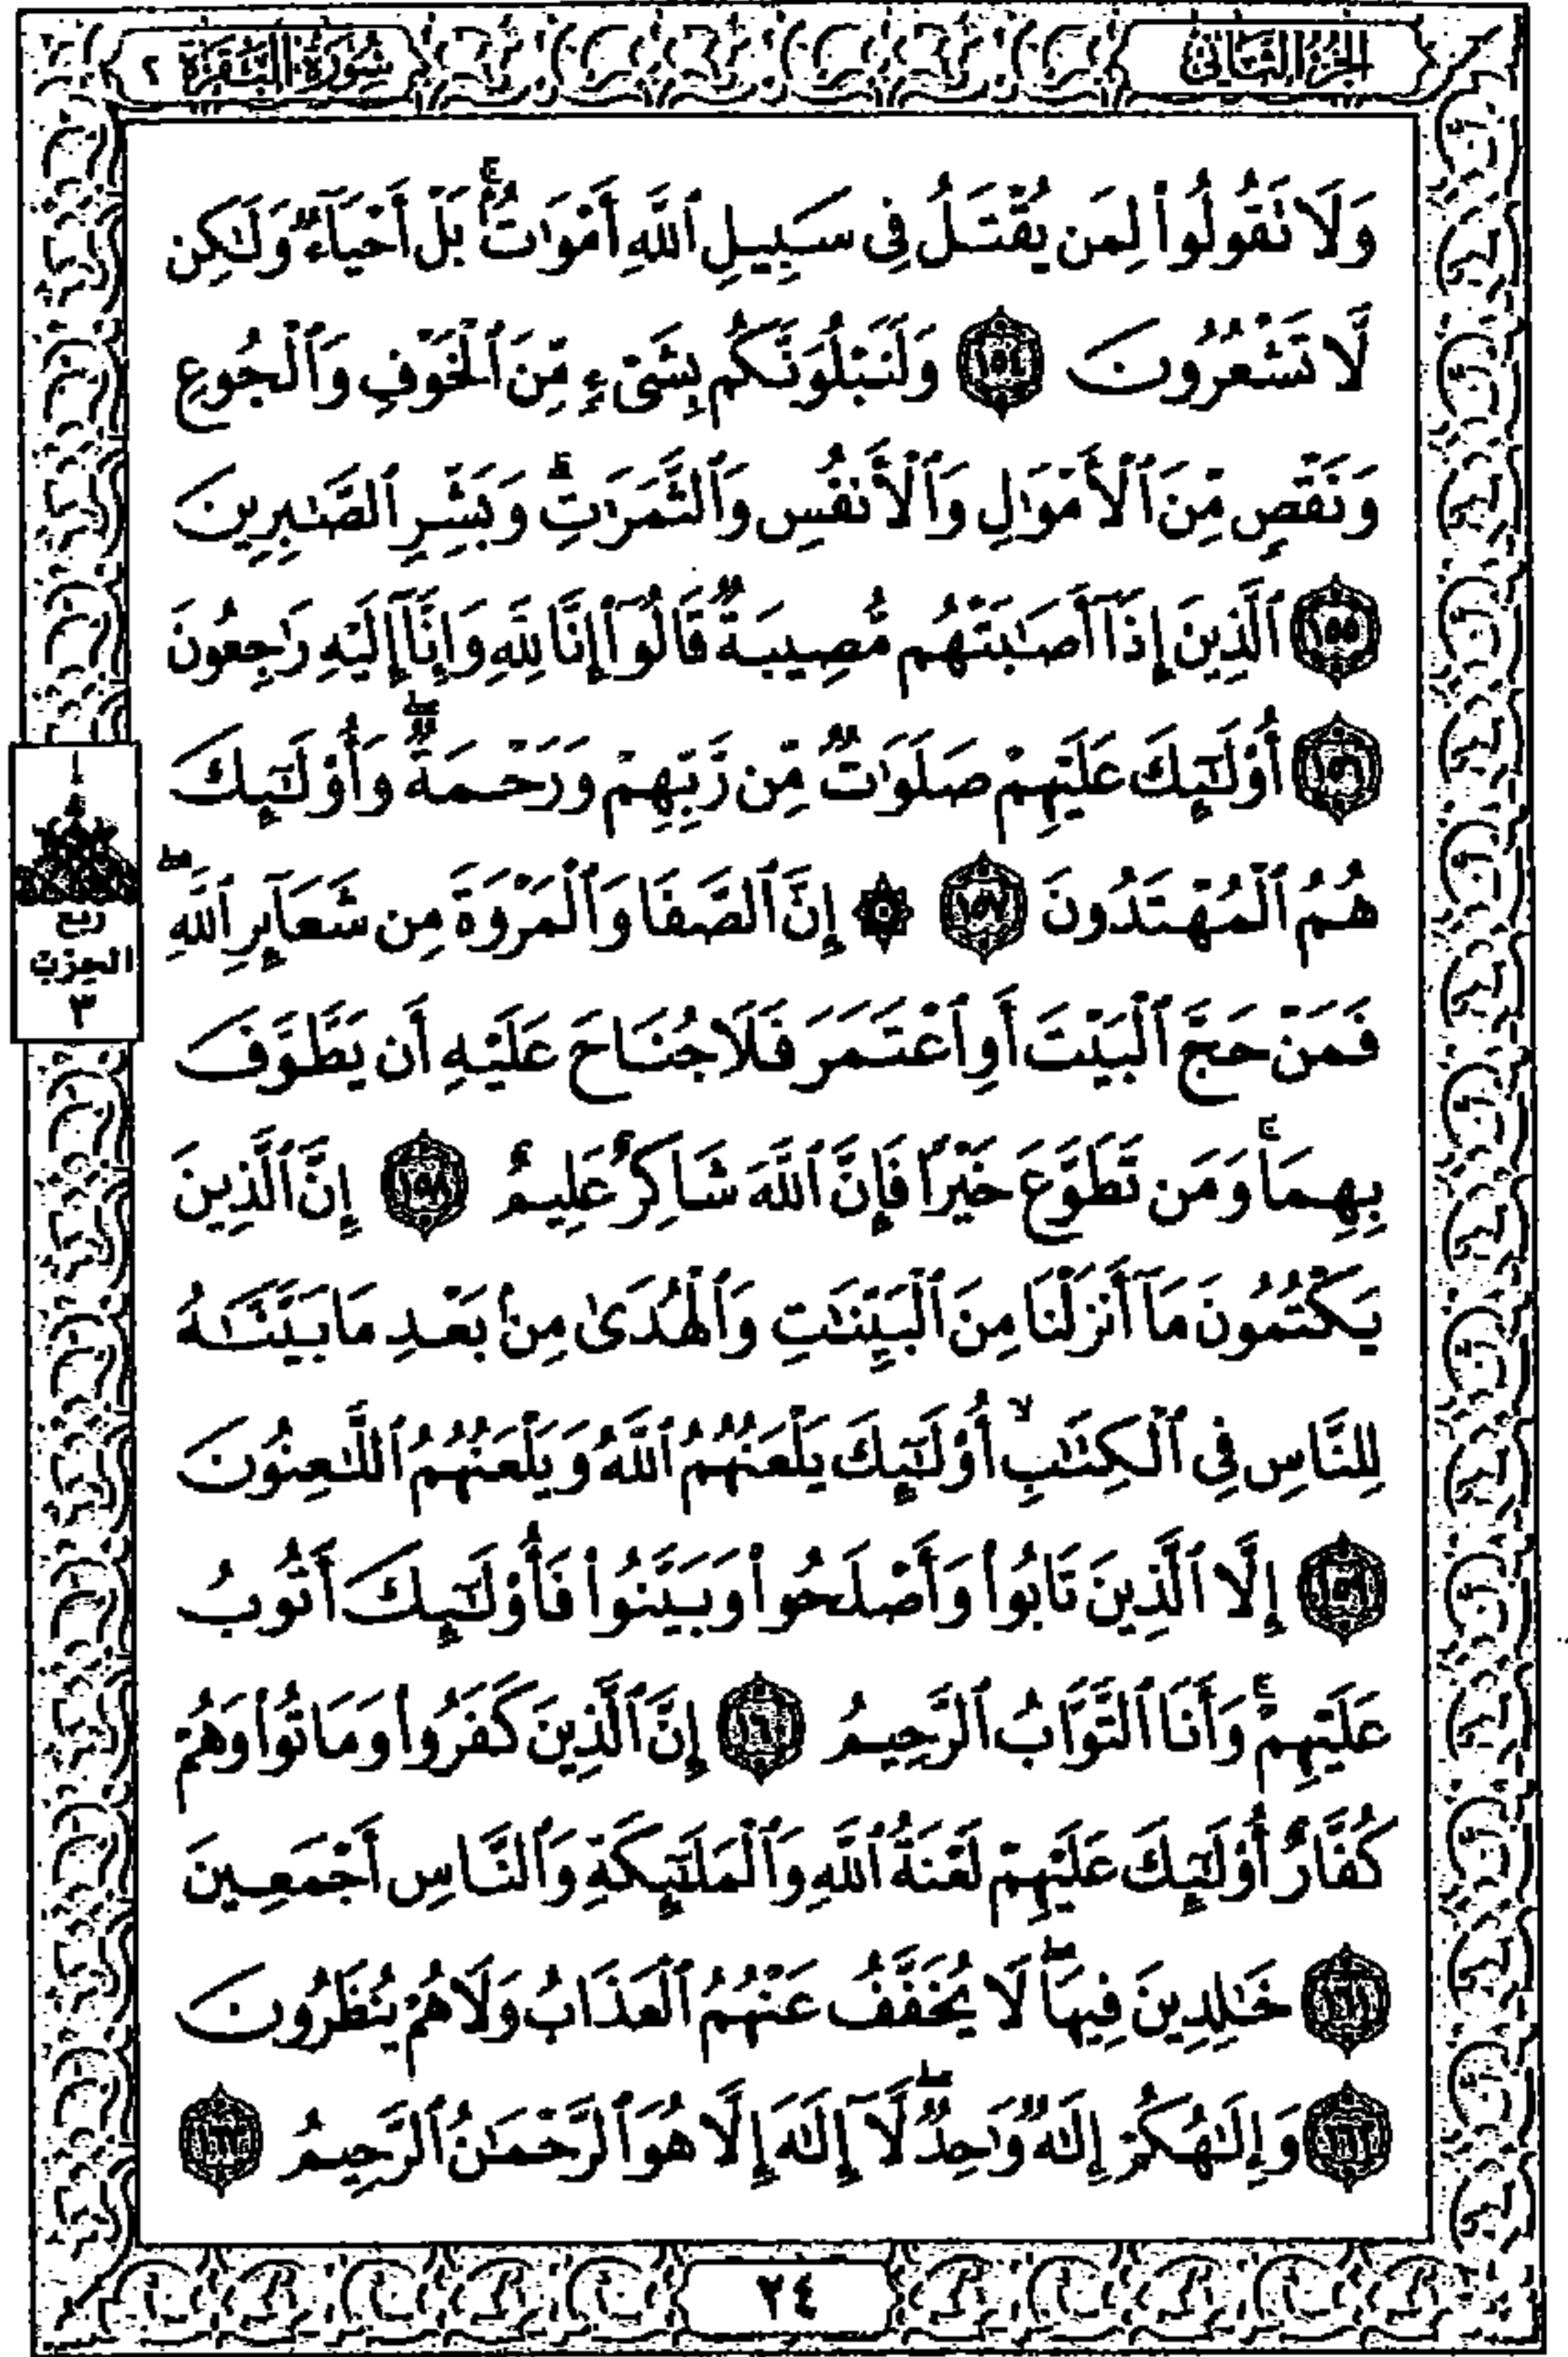 الجزء الثاني
سورة البقرة ٢
وَلَا تَقُولُوا۟ لِمَن يُقْتَلُ فِى سَبِيلِ ٱللَّهِ أَمْوَٰتٌۢ ۚ بَلْ أَحْيَآءٌ وَلَـٰكِن
لَّا تَشْعُرُونَ ١٥٤ وَلَنَبْلُوَنَّكُم بِشَىْءٍ مِّنَ ٱلْخَوْفِ وَٱلْجُوعِ
وَنَقْصٍ مِّنَ ٱلْأَمْوَٰلِ وَٱلْأَنفُسِ وَٱلثَّمَرَٰتِ ۗ وَبَشِّرِ ٱلصَّـٰبِرِينَ
١٥٥ ٱلَّذِينَ إِذَآ أَصَـٰبَتْهُم مُّصِيبَةٌ قَالُوٓا۟ إِنَّا لِلَّهِ وَإِنَّآ إِلَيْهِ رَٰجِعُونَ
١٥٦ أُو۟لَـٰٓئِكَ عَلَيْهِمْ صَلَوَٰتٌ مِّن رَّبِّهِمْ وَرَحْمَةٌ ۖ وَأُو۟لَـٰٓئِكَ
هُمُ ٱلْمُهْتَدُونَ ١٥٧ ۞ إِنَّ ٱلصَّفَا وَٱلْمَرْوَةَ مِن شَعَآئِرِ ٱللَّهِ ۖ
فَمَنْ حَجَّ ٱلْبَيْتَ أَوِ ٱعْتَمَرَ فَلَا جُنَاحَ عَلَيْهِ أَن يَطَّوَّفَ
بِهِمَا ۚ وَمَن تَطَوَّعَ خَيْرًا فَإِنَّ ٱللَّهَ شَاكِرٌ عَلِيمٌ ١٥٨ إِنَّ ٱلَّذِينَ
يَكْتُمُونَ مَآ أَنزَلْنَا مِنَ ٱلْبَيِّنَـٰتِ وَٱلْهُدَىٰ مِنۢ بَعْدِ مَا بَيَّنَّـٰهُ
لِلنَّاسِ فِى ٱلْكِتَـٰبِ ۙ أُو۟لَـٰٓئِكَ يَلْعَنُهُمُ ٱللَّهُ وَيَلْعَنُهُمُ ٱللَّـٰعِنُونَ
١٥٩ إِلَّا ٱلَّذِينَ تَابُوا۟ وَأَصْلَحُوا۟ وَبَيَّنُوا۟ فَأُو۟لَـٰٓئِكَ أَتُوبُ
عَلَيْهِمْ ۚ وَأَنَا ٱلتَّوَّابُ ٱلرَّحِيمُ ١٦٠ إِنَّ ٱلَّذِينَ كَفَرُوا۟ وَمَاتُوا۟ وَهُمْ
كُفَّارٌ أُو۟لَـٰٓئِكَ عَلَيْهِمْ لَعْنَةُ ٱللَّهِ وَٱلْمَلَـٰٓئِكَةِ وَٱلنَّاسِ أَجْمَعِينَ
١٦١ خَـٰلِدِينَ فِيهَا ۖ لَا يُخَفَّفُ عَنْهُمُ ٱلْعَذَابُ وَلَا هُمْ يُنظَرُونَ
١٦٢ وَإِلَـٰهُكُمْ إِلَـٰهٌ وَٰحِدٌ ۖ لَّآ إِلَـٰهَ إِلَّا هُوَ ٱلرَّحْمَـٰنُ ٱلرَّحِيمُ ١٦٣
ربع
الحزب
٣
٢٤